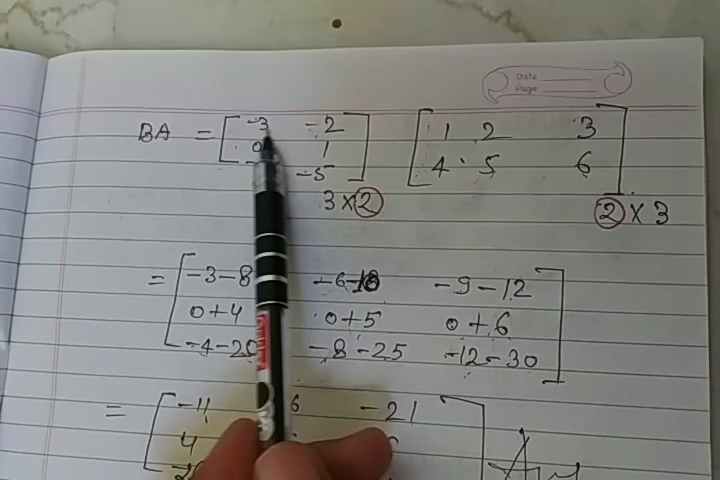 Date
Page
BA = [ -3 -2 ] [ 1 2 3 ]
0 1 4 5 6
-5
3 × 2 2 × 3
= [ -3-8 -9-12 ]
0+4 0+5 0+6
-4-20 -8-25 -12-30
= [ -11 6 -21 ]
4